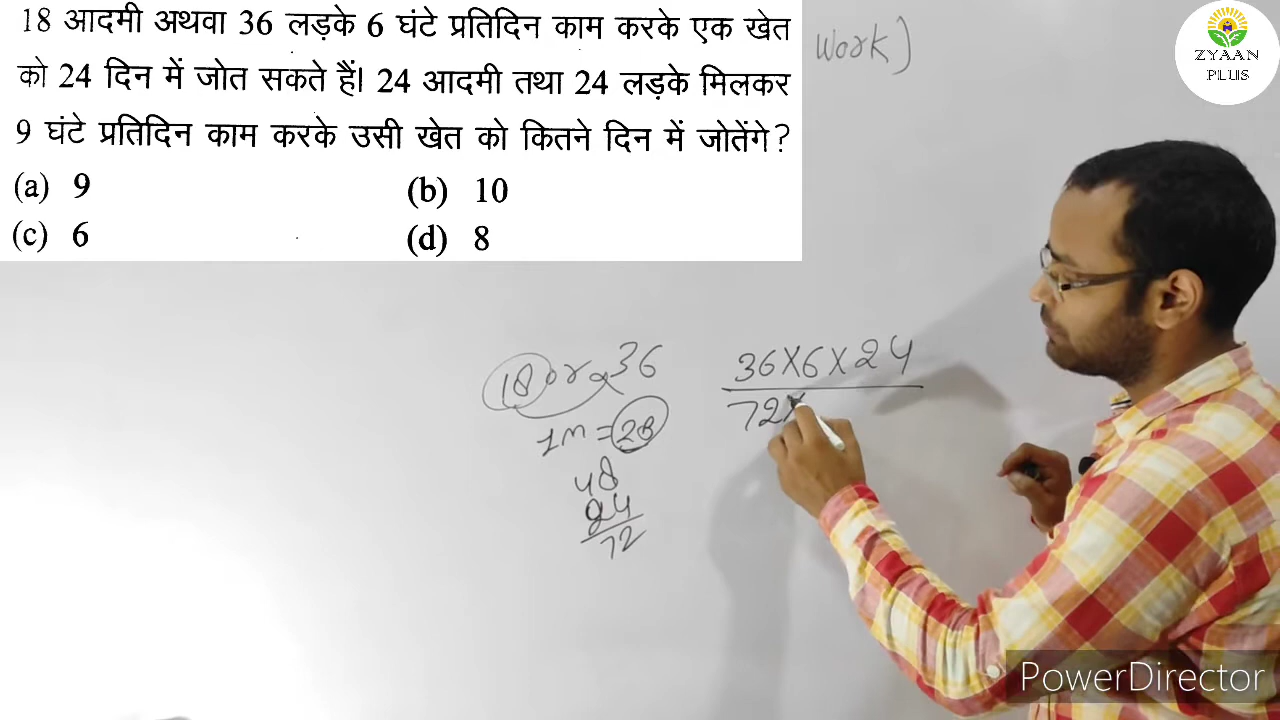 18 आदमी अथवा 36 लड़के 6 घंटे प्रतिदिन काम करके एक खेत
को 24 दिन में जोत सकते हैं। 24 आदमी तथा 24 लड़के मिलकर
9 घंटे प्रतिदिन काम करके उसी खेत को कितने दिन में जोतेंगे?
(a) 9 (b) 10
(c) 6 (d) 8
Work)
ZYAAN
PLUS
18 or 36
1m = 2B
48
24
72
36×6×24
72×
PowerDirector